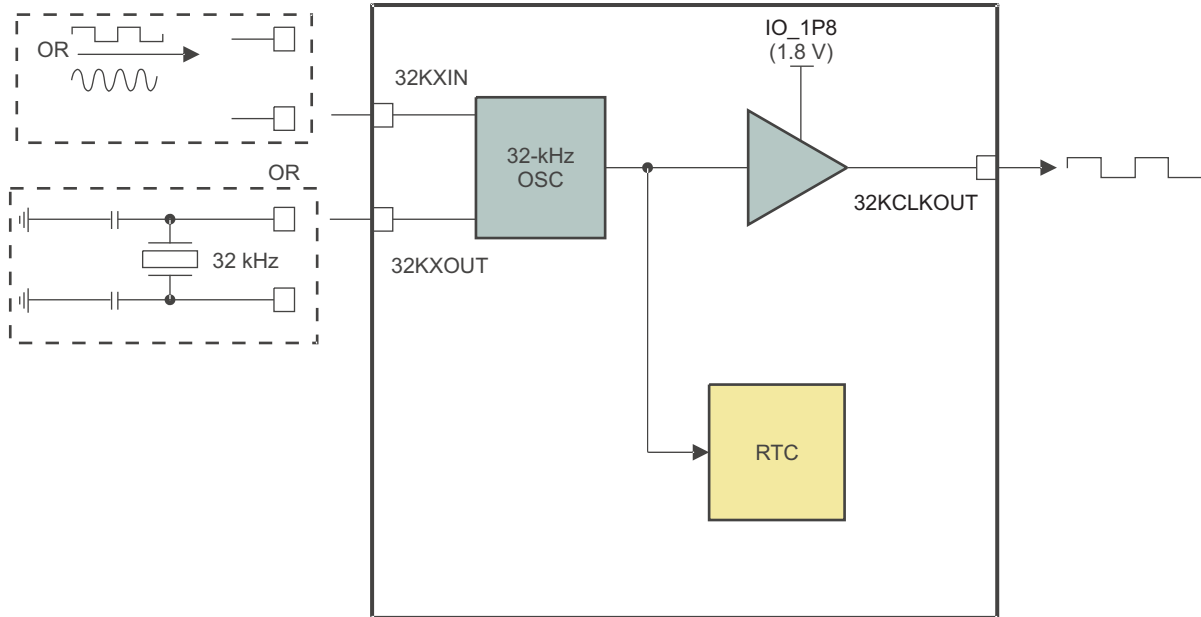 OR
OR
32 kHz
32KXIN
32KXOUT
32-kHz
OSC
IO_1P8
(1.8 V)
32KCLKOUT
RTC